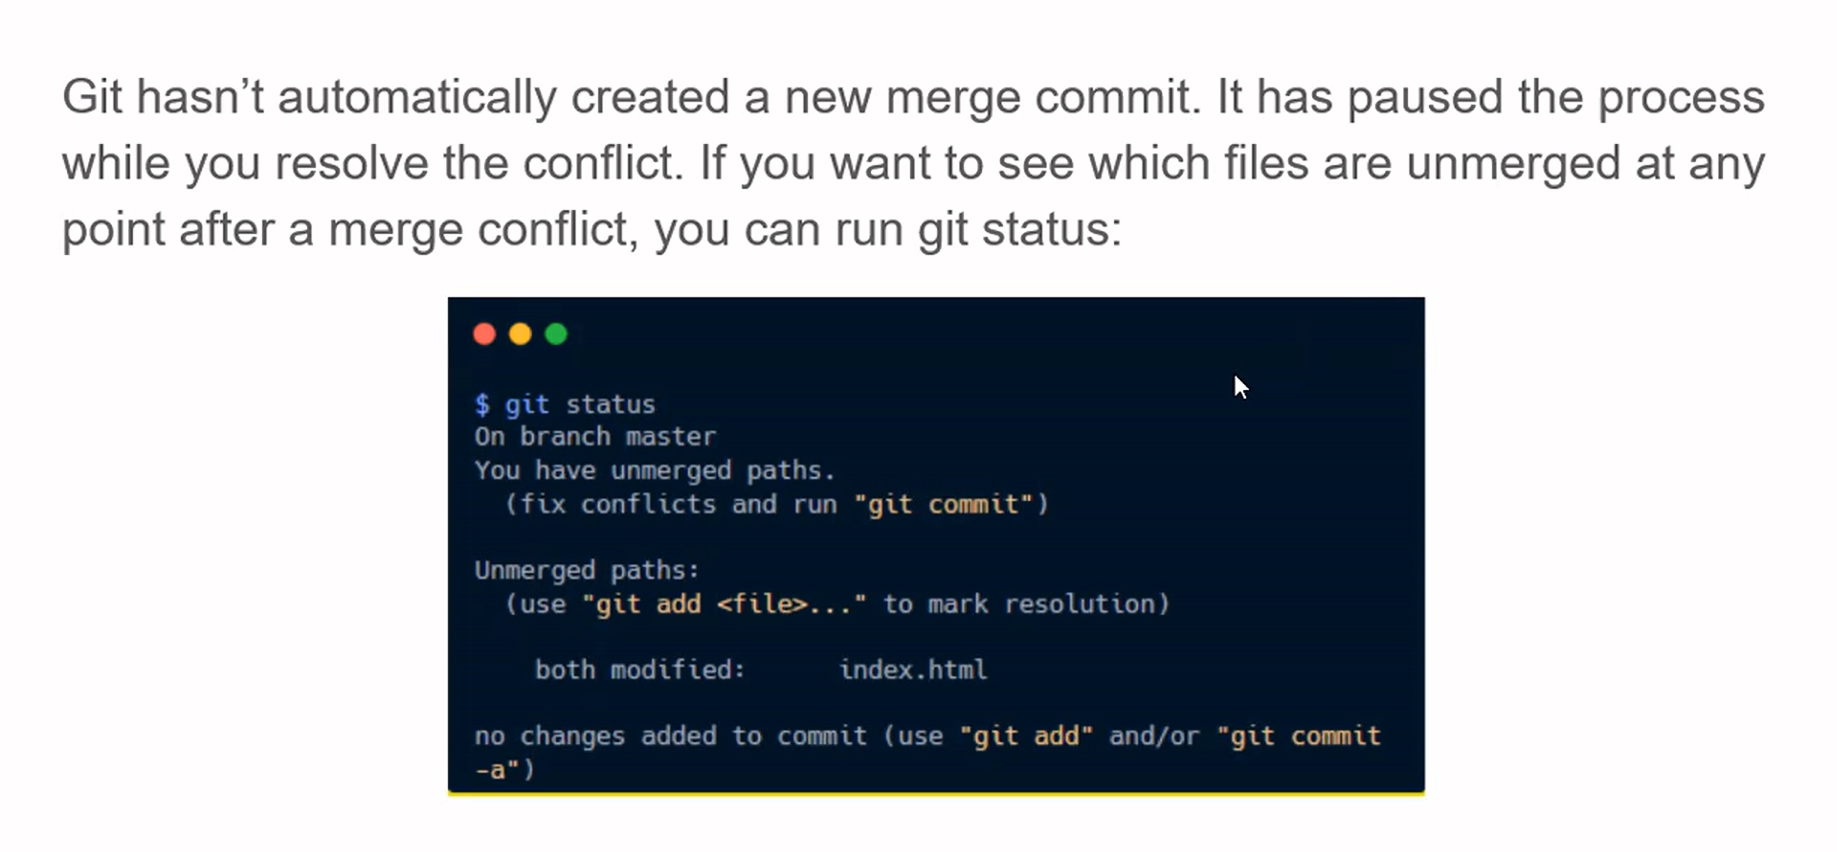 Git hasn’t automatically created a new merge commit. It has paused the process
while you resolve the conflict. If you want to see which files are unmerged at any
point after a merge conflict, you can run git status:
$ git status
On branch master
You have unmerged paths.
  (fix conflicts and run "git commit")
Unmerged paths:
  (use "git add <file>..." to mark resolution)
    both modified:      index.html
no changes added to commit (use "git add" and/or "git commit
-a")